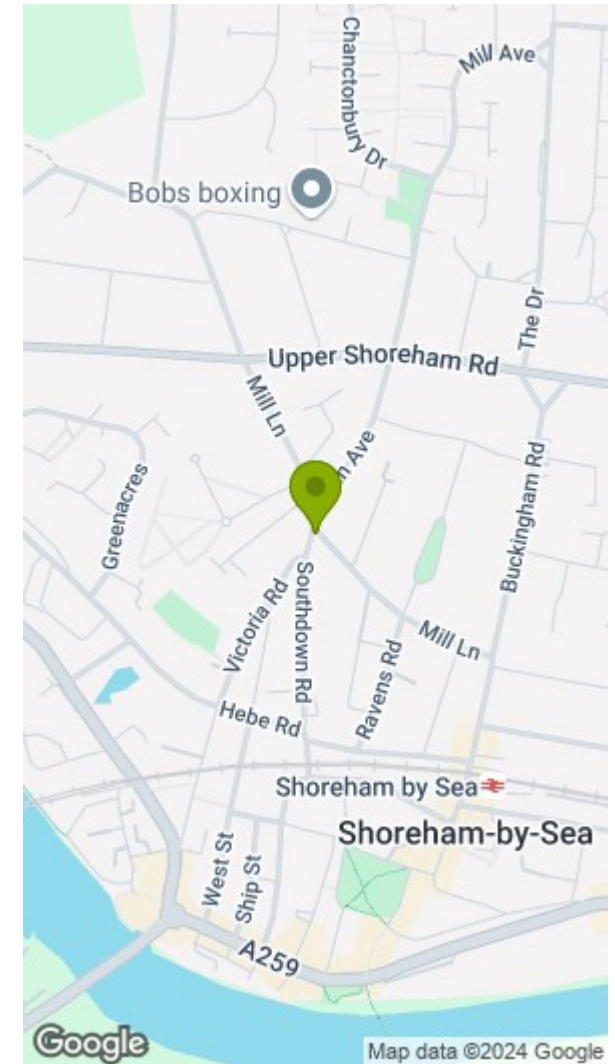 Chanctonbury Dr
Mill Ave
Bobs boxing
The Dr
Upper Shoreham Rd
Mill Ln
Ave
Greenacres
Buckingham Rd
Victoria Rd
Southdown Rd
Mill Ln
Ravens Rd
Hebe Rd
Shoreham by Sea
Shoreham-by-Sea
West St
Ship St
A259
Google
Map data ©2024 Google